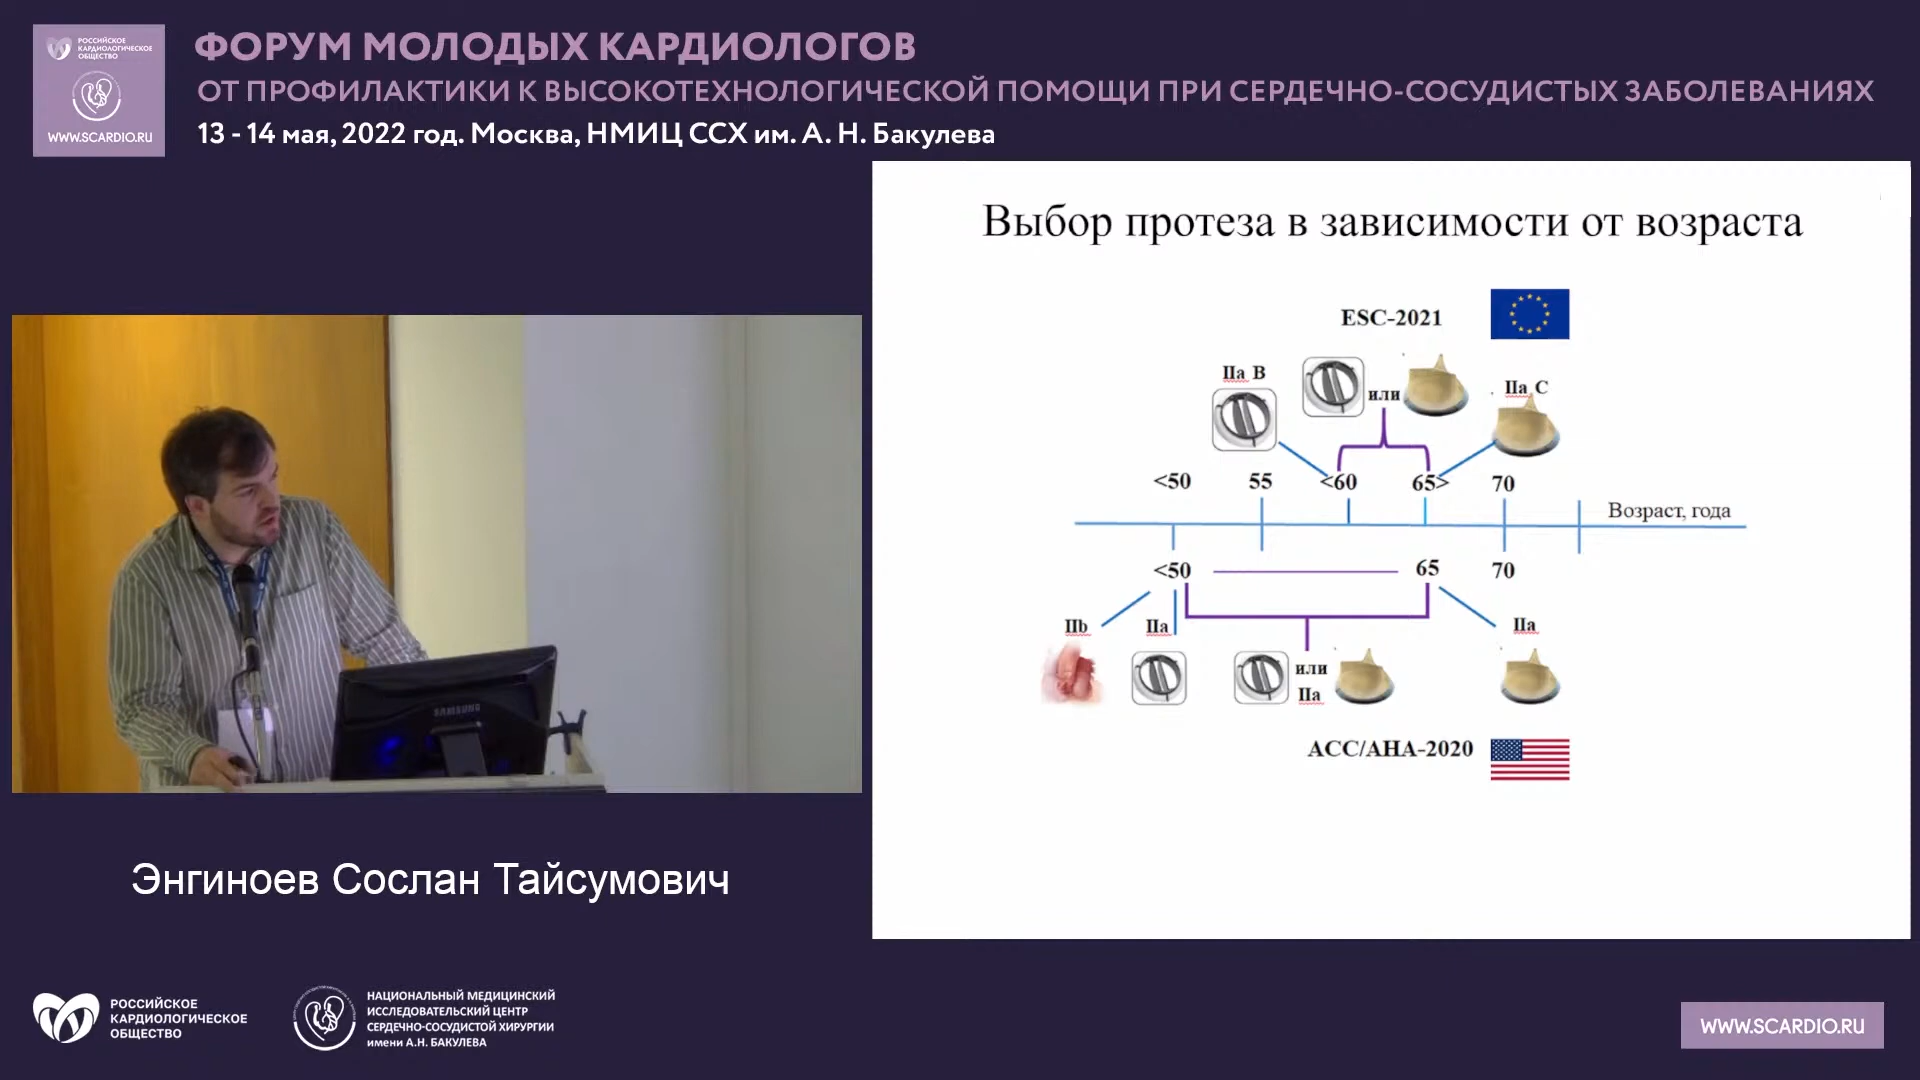 РОССИЙСКОЕ
КАРДИОЛОГИЧЕСКОЕ
ОБЩЕСТВО
WWW.SCARDIO.RU
ФОРУМ МОЛОДЫХ КАРДИОЛОГОВ
ОТ ПРОФИЛАКТИКИ К ВЫСОКОТЕХНОЛОГИЧЕСКОЙ ПОМОЩИ ПРИ СЕРДЕЧНО-СОСУДИСТЫХ ЗАБОЛЕВАНИЯХ
13 - 14 мая, 2022 год. Москва, НМИЦ ССХ им. А. Н. Бакулева
Выбор протеза в зависимости от возраста
ESC-2021
IIa B
или
IIa C
<50 55 <60 65> 70
Возраст, года
<50 65 70
IIb IIa
или
IIa
IIa
ACC/AHA-2020
SAMSUNG
Энгиноев Сослан Тайсумович
РОССИЙСКОЕ
КАРДИОЛОГИЧЕСКОЕ
ОБЩЕСТВО
НАЦИОНАЛЬНЫЙ МЕДИЦИНСКИЙ
ИССЛЕДОВАТЕЛЬСКИЙ ЦЕНТР
СЕРДЕЧНО-СОСУДИСТОЙ ХИРУРГИИ
имени А.Н. БАКУЛЕВА
WWW.SCARDIO.RU